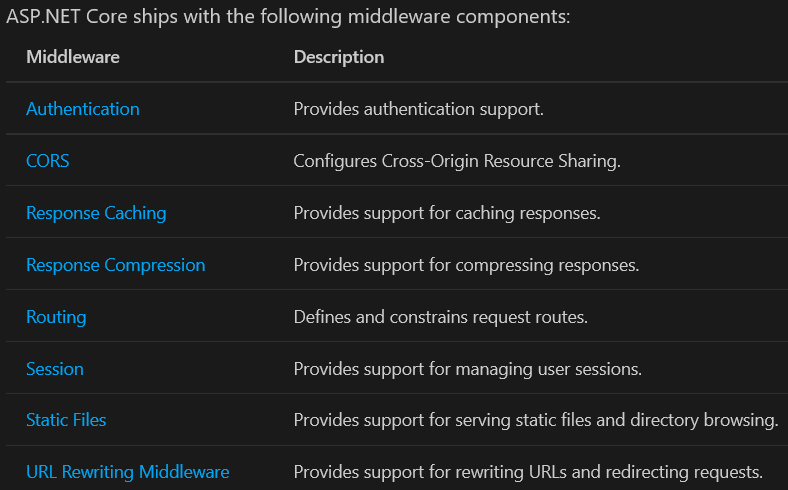 ASP.NET Core ships with the following middleware components:
Middleware Description
Authentication Provides authentication support.
CORS Configures Cross-Origin Resource Sharing.
Response Caching Provides support for caching responses.
Response Compression Provides support for compressing responses.
Routing Defines and constrains request routes.
Session Provides support for managing user sessions.
Static Files Provides support for serving static files and directory browsing.
URL Rewriting Middleware Provides support for rewriting URLs and redirecting requests.